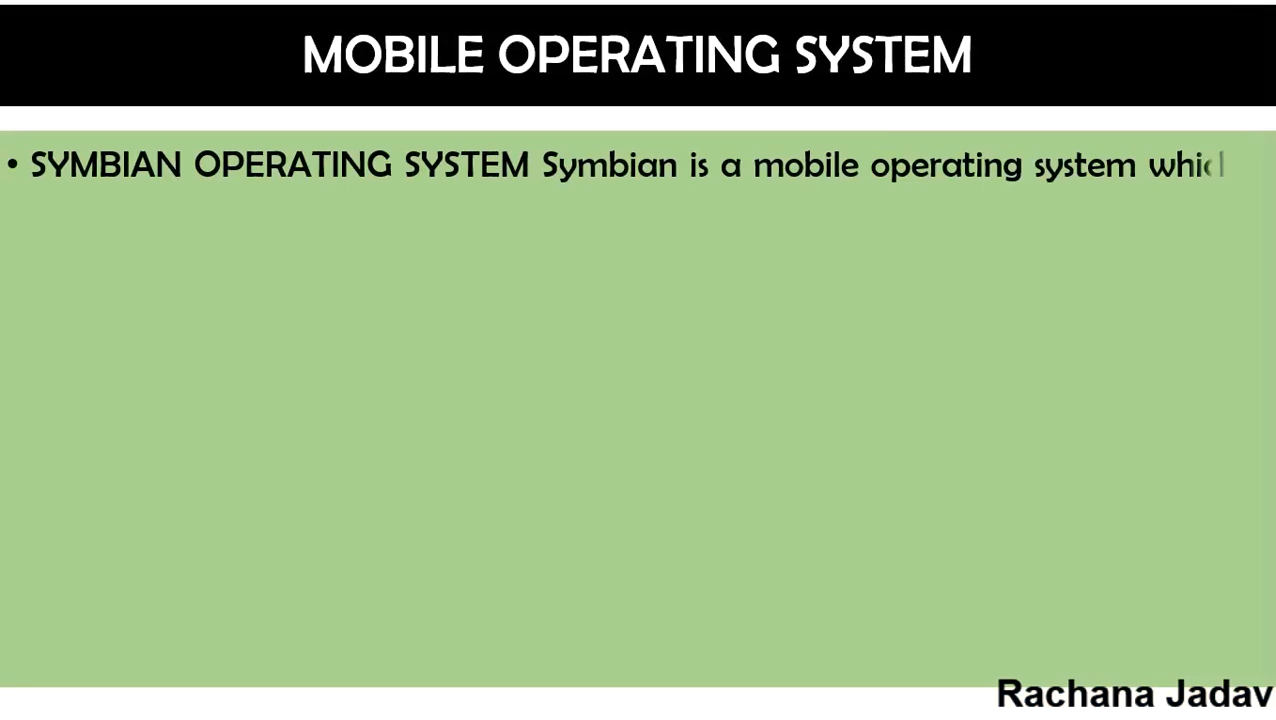 MOBILE OPERATING SYSTEM
• SYMBIAN OPERATING SYSTEM Symbian is a mobile operating system
Rachana Jadav